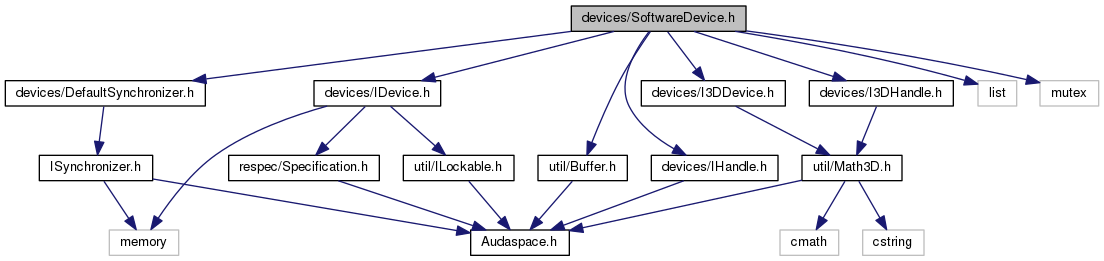 devices/SoftwareDevice.h
devices/DefaultSynchronizer.h
devices/IDevice.h
devices/I3DDevice.h
devices/I3DHandle.h
list
mutex
ISynchronizer.h
respec/Specification.h
util/ILockable.h
util/Buffer.h
devices/IHandle.h
util/Math3D.h
memory
Audaspace.h
cmath
cstring